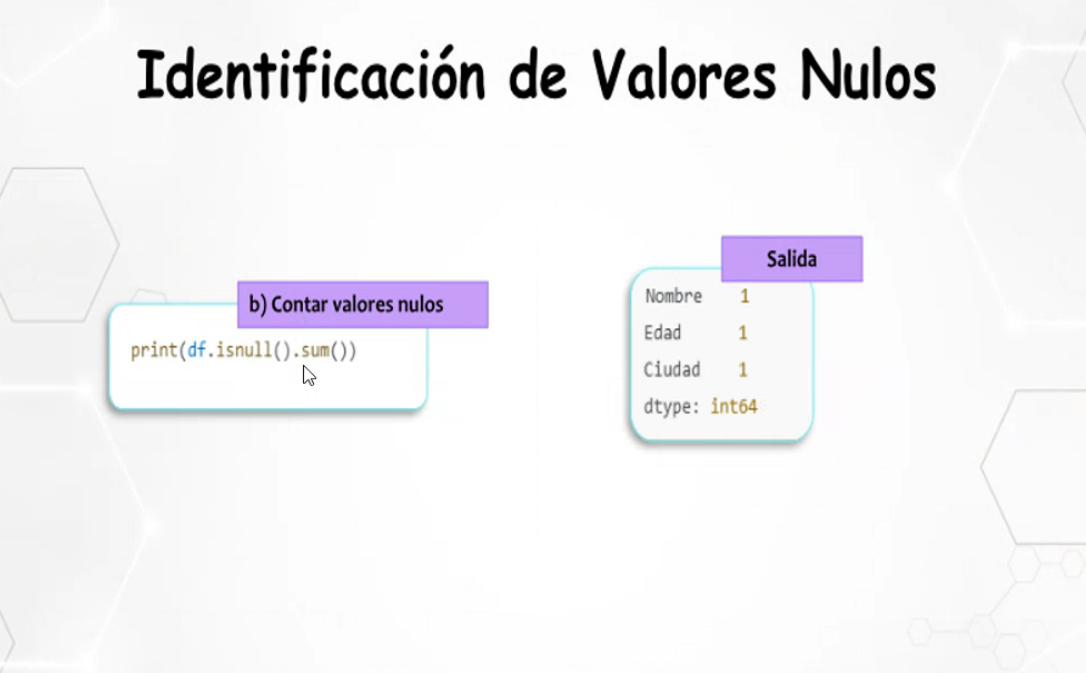 Identificación de Valores Nulos
b) Contar valores nulos
print(df.isnull().sum())
Salida
Nombre 1
Edad 1
Ciudad 1
dtype: int64